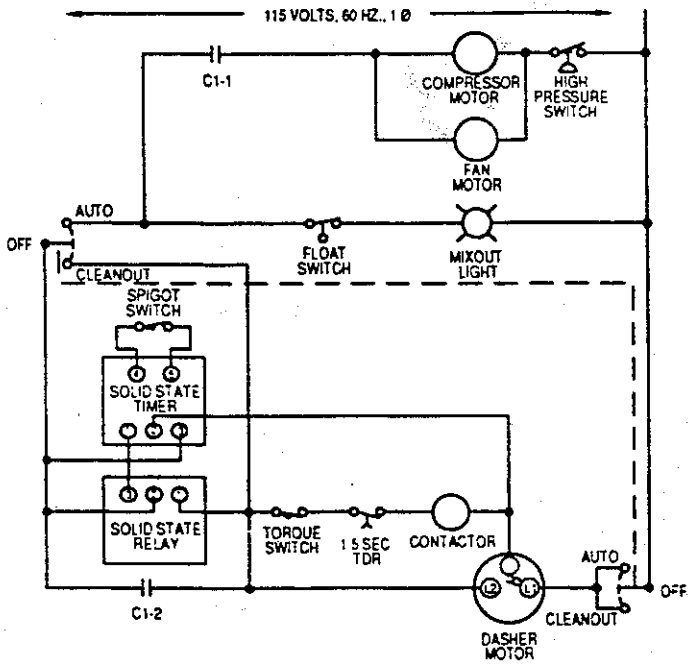 115 VOLTS, 60 HZ., 1 Ø
C1-1
COMPRESSOR
MOTOR
HIGH
PRESSURE
SWITCH
FAN
MOTOR
AUTO
OFF
CLEANOUT
FLOAT
SWITCH
MIXOUT
LIGHT
SPIGOT
SWITCH
SOLID STATE
TIMER
SOLID STATE
RELAY
TORQUE
SWITCH
1.5 SEC
TDR
CONTACTOR
C1-2
L2
L1
DASHER
MOTOR
AUTO
CLEANOUT
OFF